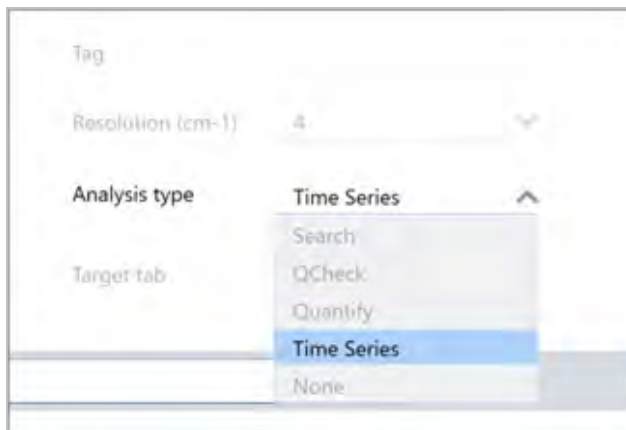 Tag
Resolution (cm-1) 4
Analysis type Time Series
Search
Target tab QCheck
Quantify
Time Series
None